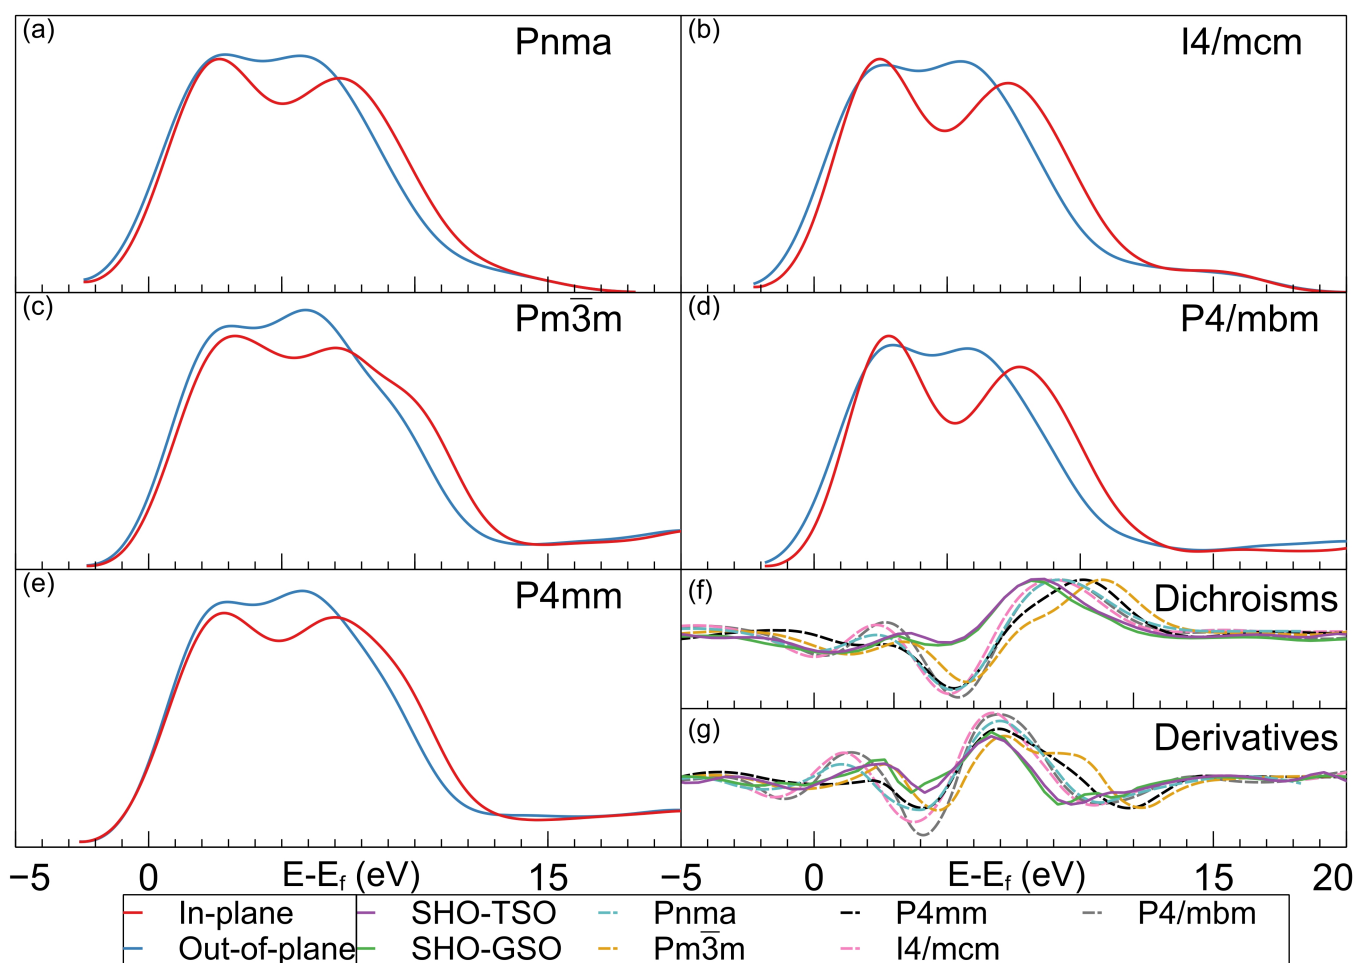 (a) Pnma
(b) I4/mcm
(c) Pm3̅m
(d) P4/mbm
(e) P4mm
(f) Dichroisms
(g) Derivatives
−5 0 E-Ef (eV) 15 −5 0 E-Ef (eV) 15 20
In-plane SHO-TSO Pnma P4mm P4/mbm
Out-of-plane SHO-GSO Pm3̅m I4/mcm